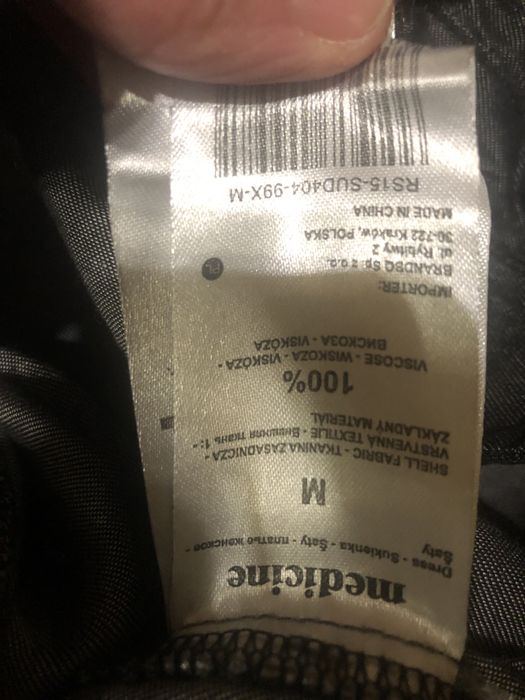 medicine
Dress - Sukienka - Šaty - платье женское -
Šaty
M
SHELL FABRIC - TKANINA ZASADNICZA -
VRSTVENNÁ TEXTILIE - Внешняя ткань 1: -
ZÁKLADNÝ MATERIÁL
100%
VISCOSE - WISKOZA - VISKÓZA -
ВИСКОЗА - VISKÓZA
IMPORTER:
BRANDBQ Sp. z o.o.
ul. Rybitwy 2
30-722 Kraków, POLSKA
MADE IN CHINA
PL
RS15-SUD404-99X-M